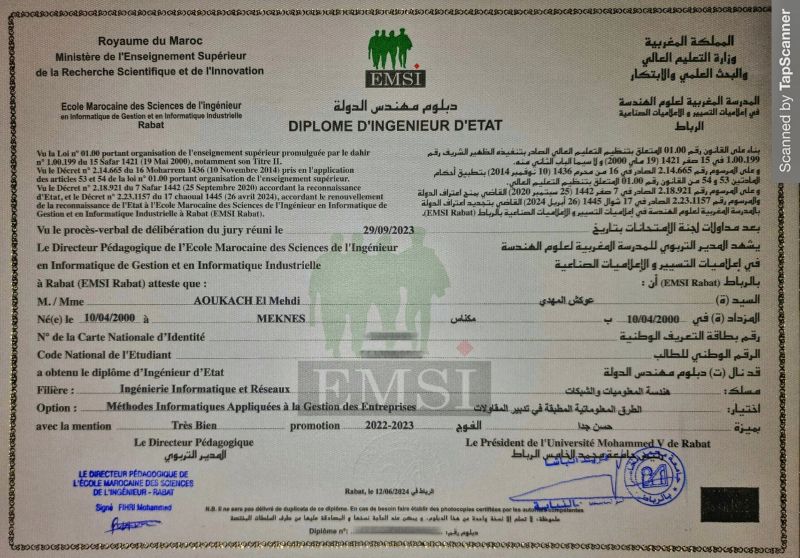 Royaume du Maroc
Ministère de l'Enseignement Supérieur
de la Recherche Scientifique et de l'Innovation
EMSI
المملكة المغربية
وزارة التعليم العالي
والبحث العلمي والابتكار
Ecole Marocaine des Sciences de l'ingénieur
en Informatique de Gestion et en Informatique Industrielle
Rabat
المدرسة المغربية لعلوم الهندسة
في إعلاميات التسيير و الإعلاميات الصناعية
الرباط
دبلوم مهندس الدولة
DIPLOME D'INGENIEUR D'ETAT
Vu la Loi n° 01.00 portant organisation de l'enseignement supérieur promulguée par le dahir
n° 1.00.199 du 15 Safar 1421 (19 Mai 2000), notamment son Titre II.
Vu le Décret n° 2.14.665 du 16 Moharrem 1436 (10 Novembre 2014) pris en l'application
des articles 53 et 54 de la loi n° 01.00 Portant organisation de l'enseignement supérieur.
Vu le Décret n° 2.18.921 du 7 Safar 1442 (25 Septembre 2020) accordant la reconnaissance
d'Etat, et le Décret n° 2.23.1157 du 17 chaoual 1445 (26 avril 2024), accordant le renouvellement
de la reconnaissance de l'Etat à l'Ecole Marocaine des Sciences de l'Ingénieur en Informatique de
Gestion et en Informatique Industrielle à Rabat (EMSI Rabat).
بناء على القانون رقم 01.00 المتعلق بتنظيم التعليم العالي الصادر بتنفيذه الظهير الشريف رقم
1.00.199 في 15 صفر 1421 (19 ماي 2000) و لاسيما الباب الثاني منه.
و على المرسوم رقم 2.14.665 الصادر في 16 من محرم 1436 (10 نوفمبر 2014) بتطبيق أحكام
المادتين 53 و 54 من القانون رقم 01.00 المتعلق بتنظيم التعليم العالي.
و على المرسوم رقم 2.18.921 الصادر في 7 صفر 1442 (25 سبتمبر 2020) القاضي بمنح اعتراف الدولة
والمرسوم رقم 2.23.1157 الصادر في 17 شوال 1445 (26 أبريل 2024) القاضي بتجديد اعتراف الدولة
بالمدرسة المغربية لعلوم الهندسة في إعلاميات التسيير و الإعلاميات الصناعية بالرباط (EMSI Rabat).
Vu le procès-verbal de délibération du jury réuni le 29/09/2023 بعد مداولات لجنة الامتحانات بتاريخ
Le Directeur Pédagogique de l'Ecole Marocaine des Sciences de l'Ingénieur
يشهد المدير التربوي للمدرسة المغربية لعلوم الهندسة
en Informatique de Gestion et en Informatique Industrielle
في إعلاميات التسيير و الإعلاميات الصناعية
à Rabat (EMSI Rabat) atteste que :
بالرباط (EMSI Rabat) أن :
M. / Mme AOUKACH El Mehdi عوكش المهدي السيد (ة)
Né(e) le 10/04/2000 à MEKNES مكناس ب 10/04/2000 المزداد (ة) في
N° de la Carte Nationale d'Identité رقم بطاقة التعريف الوطنية
Code National de l'Etudiant الرقم الوطني للطالب
a obtenu le diplôme d'Ingénieur d'Etat قد نال (ت) دبلوم مهندس الدولة
Filière : Ingénierie Informatique et Réseaux هندسة المعلوميات والشبكات مسلك :
Option : Méthodes Informatiques Appliquées à la Gestion des Entreprises الطرق المعلوماتية المطبقة في تدبير المقاولات اختيار :
avec la mention Très Bien promotion 2022-2023 الفوج حسن جدا بميزة
EMSI
Le Directeur Pédagogique
المدير التربوي
Le Président de l'Université Mohammed V de Rabat
رئيس جامعة محمد الخامس الرباط
LE DIRECTEUR PÉDAGOGIQUE DE
L'ÉCOLE MAROCAINE DES SCIENCES
DE L'INGÉNIEUR - RABAT
Signé FIHRI Mohammed
Rabat, le 12/06/2024 الرباط في
N.B. Il ne sera pas délivré de duplicata de ce diplôme. En cas de besoin faire établir des photocopies certifiées par les autorités compétentes
ملحوظة : لا تسلم إلا نسخة واحدة من هذا الدبلوم، و يمكن عند الحاجة نسخها و المصادقة عليها من طرف السلطات المختصة
Diplôme n° : دبلوم رقم :
Scanned by TapScanner